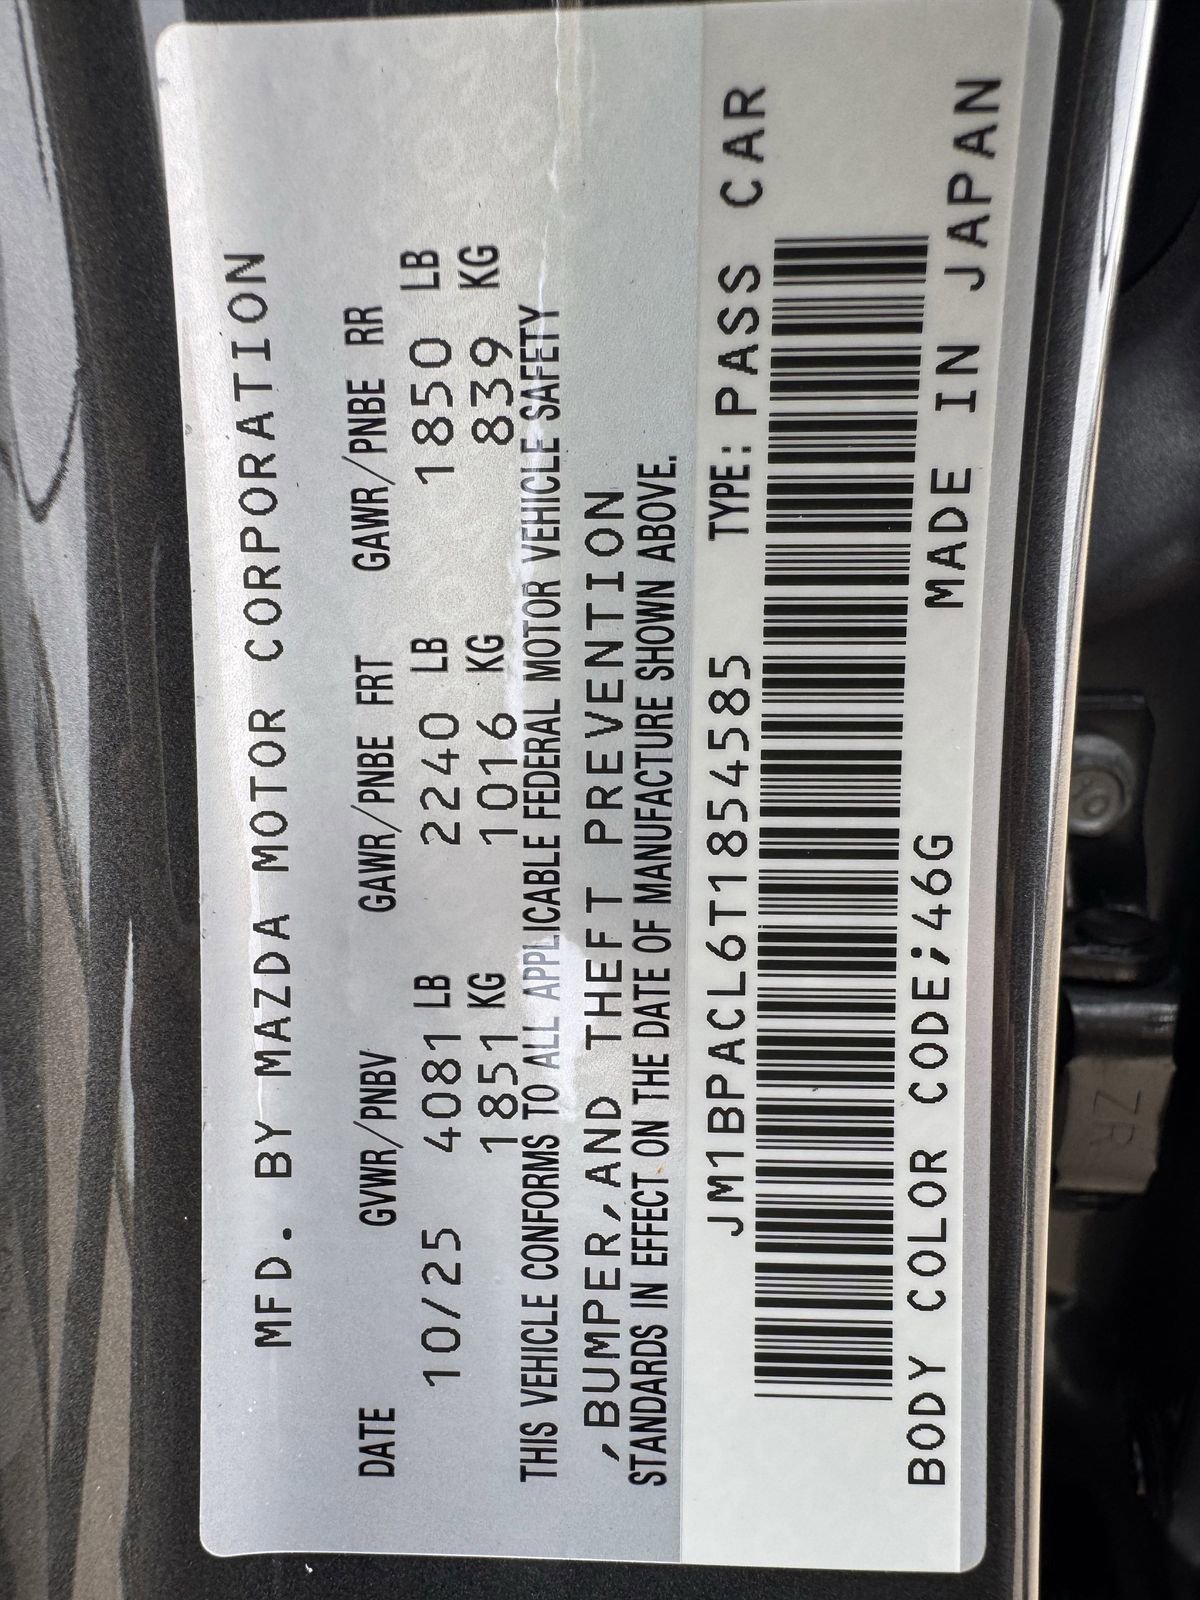 MFD. BY MAZDA MOTOR CORPORATION
DATE GVWR/PNBV GAWR/PNBE FRT GAWR/PNBE RR
10/25 4081 LB 2240 LB 1850 LB
1851 KG 1016 KG 839 KG
THIS VEHICLE CONFORMS TO ALL APPLICABLE FEDERAL MOTOR VEHICLE SAFETY
,BUMPER,AND THEFT PREVENTION
STANDARDS IN EFFECT ON THE DATE OF MANUFACTURE SHOWN ABOVE.
JM1BPACL6T1854585 TYPE: PASS CAR
BODY COLOR CODE;46G MADE IN JAPAN
ZR